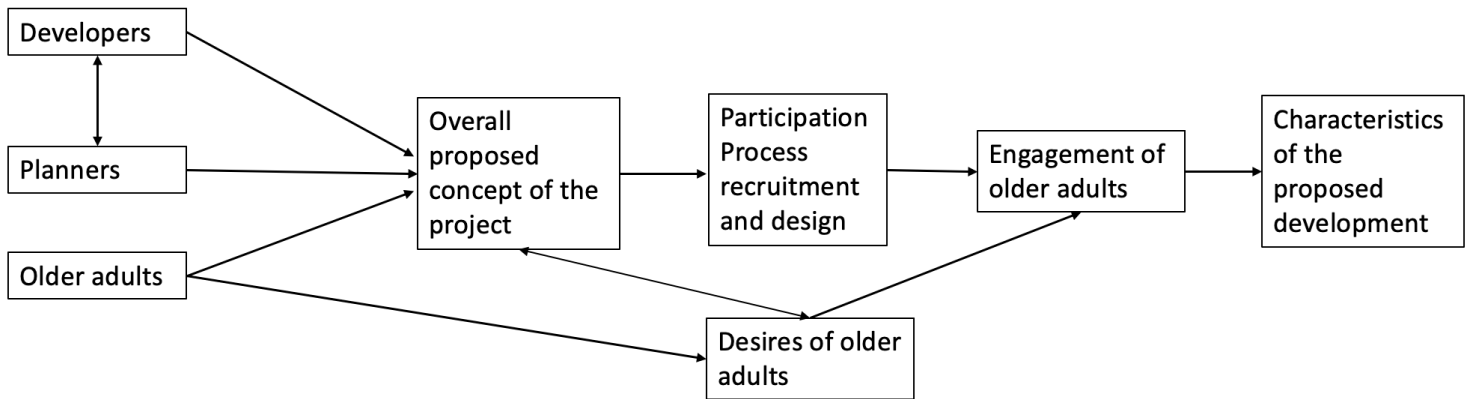 Developers
Planners
Older adults
Overall
proposed
concept of the
project
Participation
Process
recruitment
and design
Desires of older
adults
Engagement of
older adults
Characteristics
of the
proposed
development